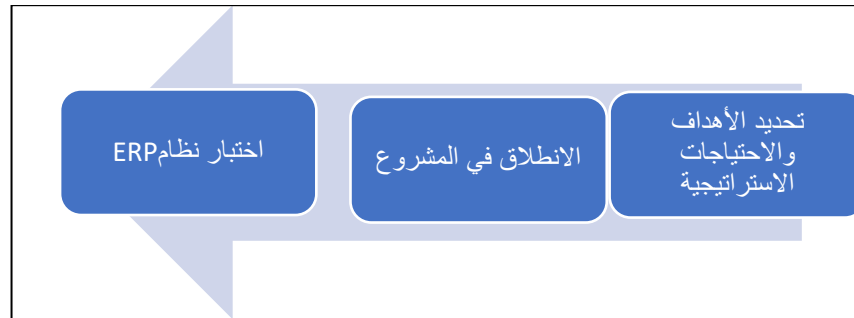 تحديد الأهداف
والاحتياجات
الاستراتيجية
الانطلاق في المشروع
اختبار نظامERP